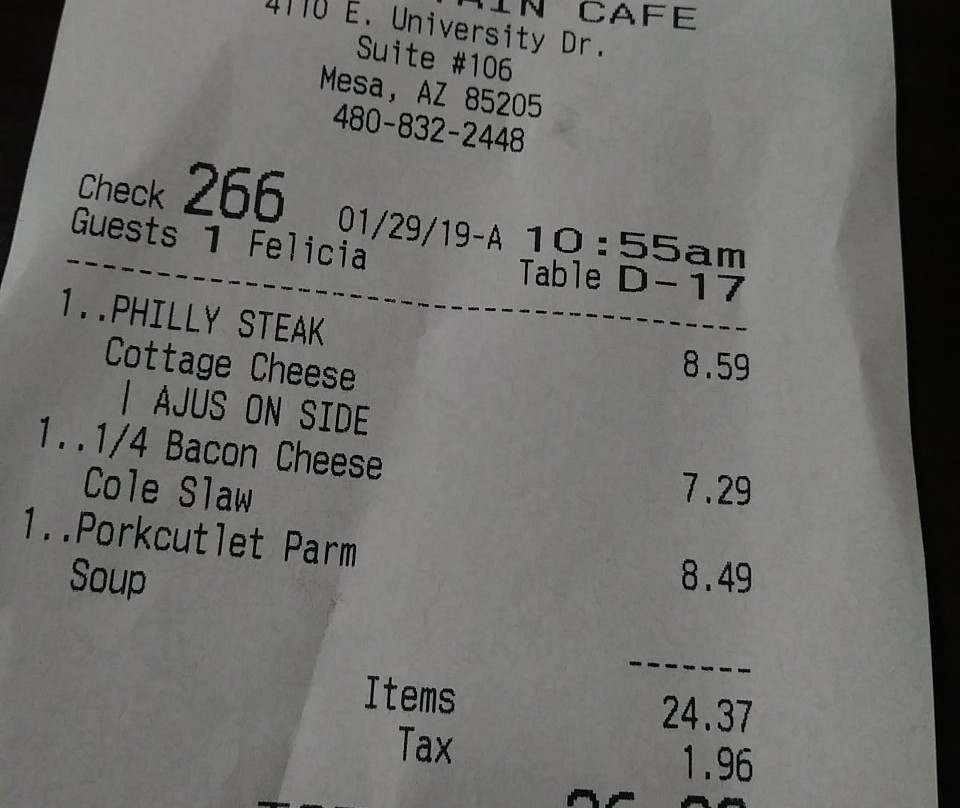 CAFE
4110 E. University Dr.
Suite #106
Mesa, AZ 85205
480-832-2448
Check 266 01/29/19-A 10:55am
Guests 1 Felicia Table D-17
1..PHILLY STEAK 8.59
Cottage Cheese
| AJUS ON SIDE
1..1/4 Bacon Cheese 7.29
Cole Slaw
1..Porkcutlet Parm 8.49
Soup
Items 24.37
Tax 1.96